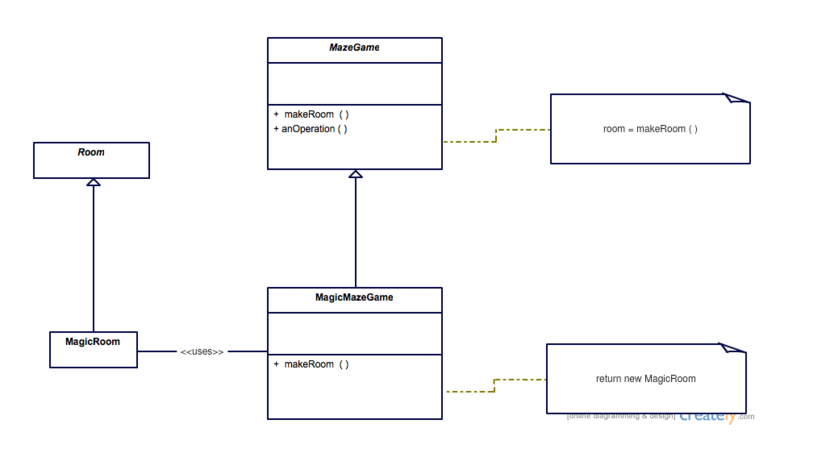 MazeGame
+ makeRoom ( )
+ anOperation ( )
room = makeRoom ( )
Room
MagicMazeGame
+ makeRoom ( )
MagicRoom
<<uses>>
return new MagicRoom
[online diagramming & design] creately.com